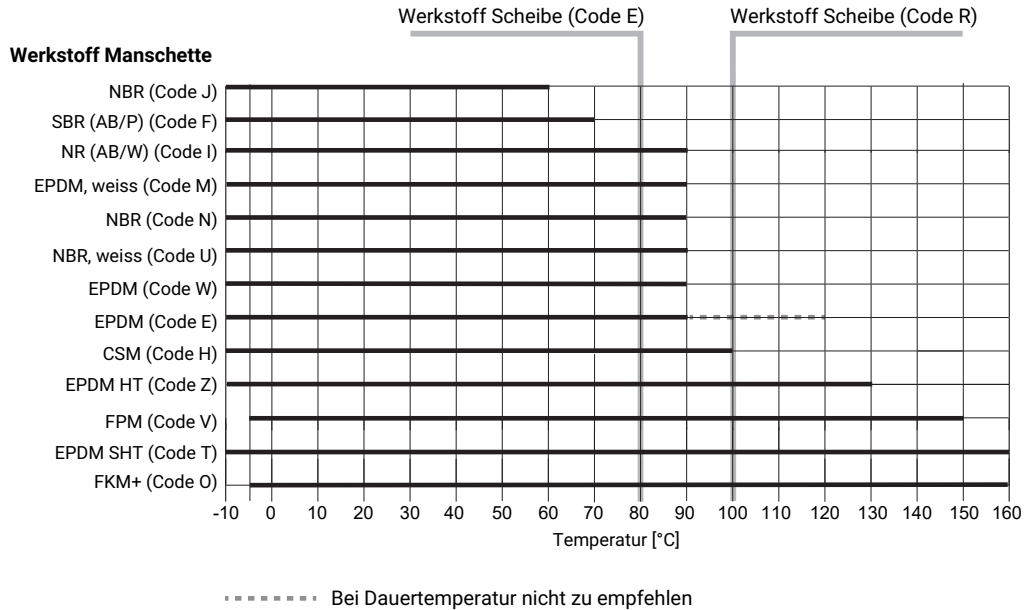 Werkstoff Scheibe (Code E) Werkstoff Scheibe (Code R)
Werkstoff Manschette
NBR (Code J)
SBR (AB/P) (Code F)
NR (AB/W) (Code I)
EPDM, weiss (Code M)
NBR (Code N)
NBR, weiss (Code U)
EPDM (Code W)
EPDM (Code E)
CSM (Code H)
EPDM HT (Code Z)
FPM (Code V)
EPDM SHT (Code T)
FKM+ (Code O)
-10 0 10 20 30 40 50 60 70 80 90 100 110 120 130 140 150 160
Temperatur [°C]
Bei Dauertemperatur nicht zu empfehlen